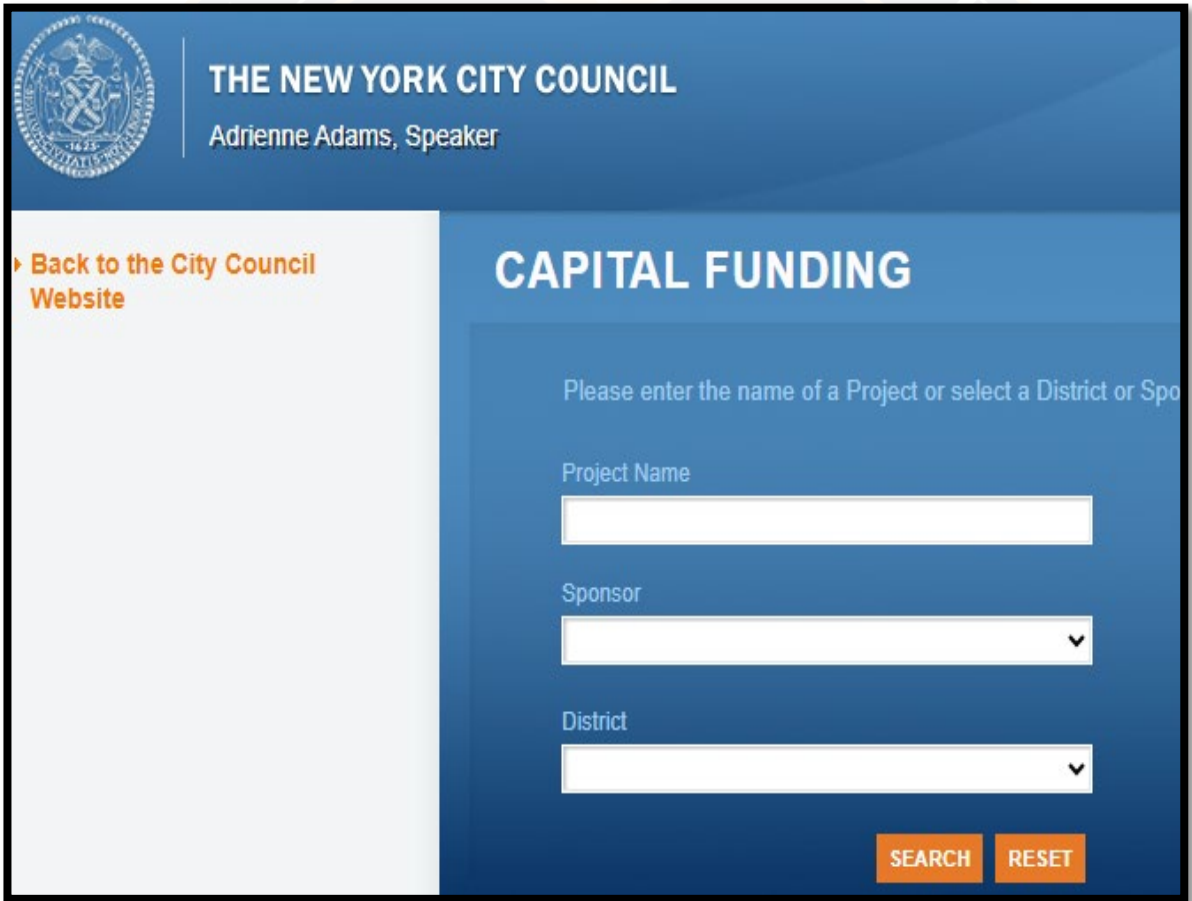 THE NEW YORK CITY COUNCIL
Adrienne Adams, Speaker
Back to the City Council
Website
CAPITAL FUNDING
Please enter the name of a Project or select a District or Spo
Project Name
Sponsor
District
SEARCH RESET